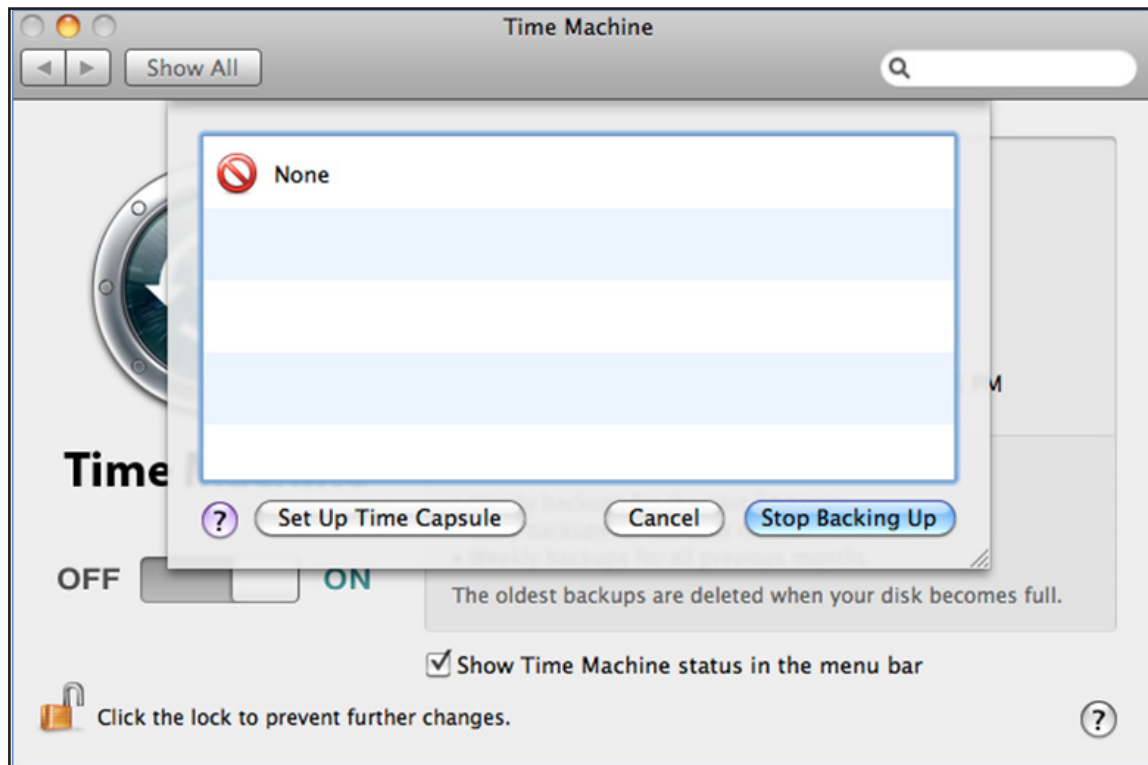 Time Machine
Show All
None
M
Time
? Set Up Time Capsule Cancel Stop Backing Up
OFF ON
The oldest backups are deleted when your disk becomes full.
Show Time Machine status in the menu bar
Click the lock to prevent further changes. ?